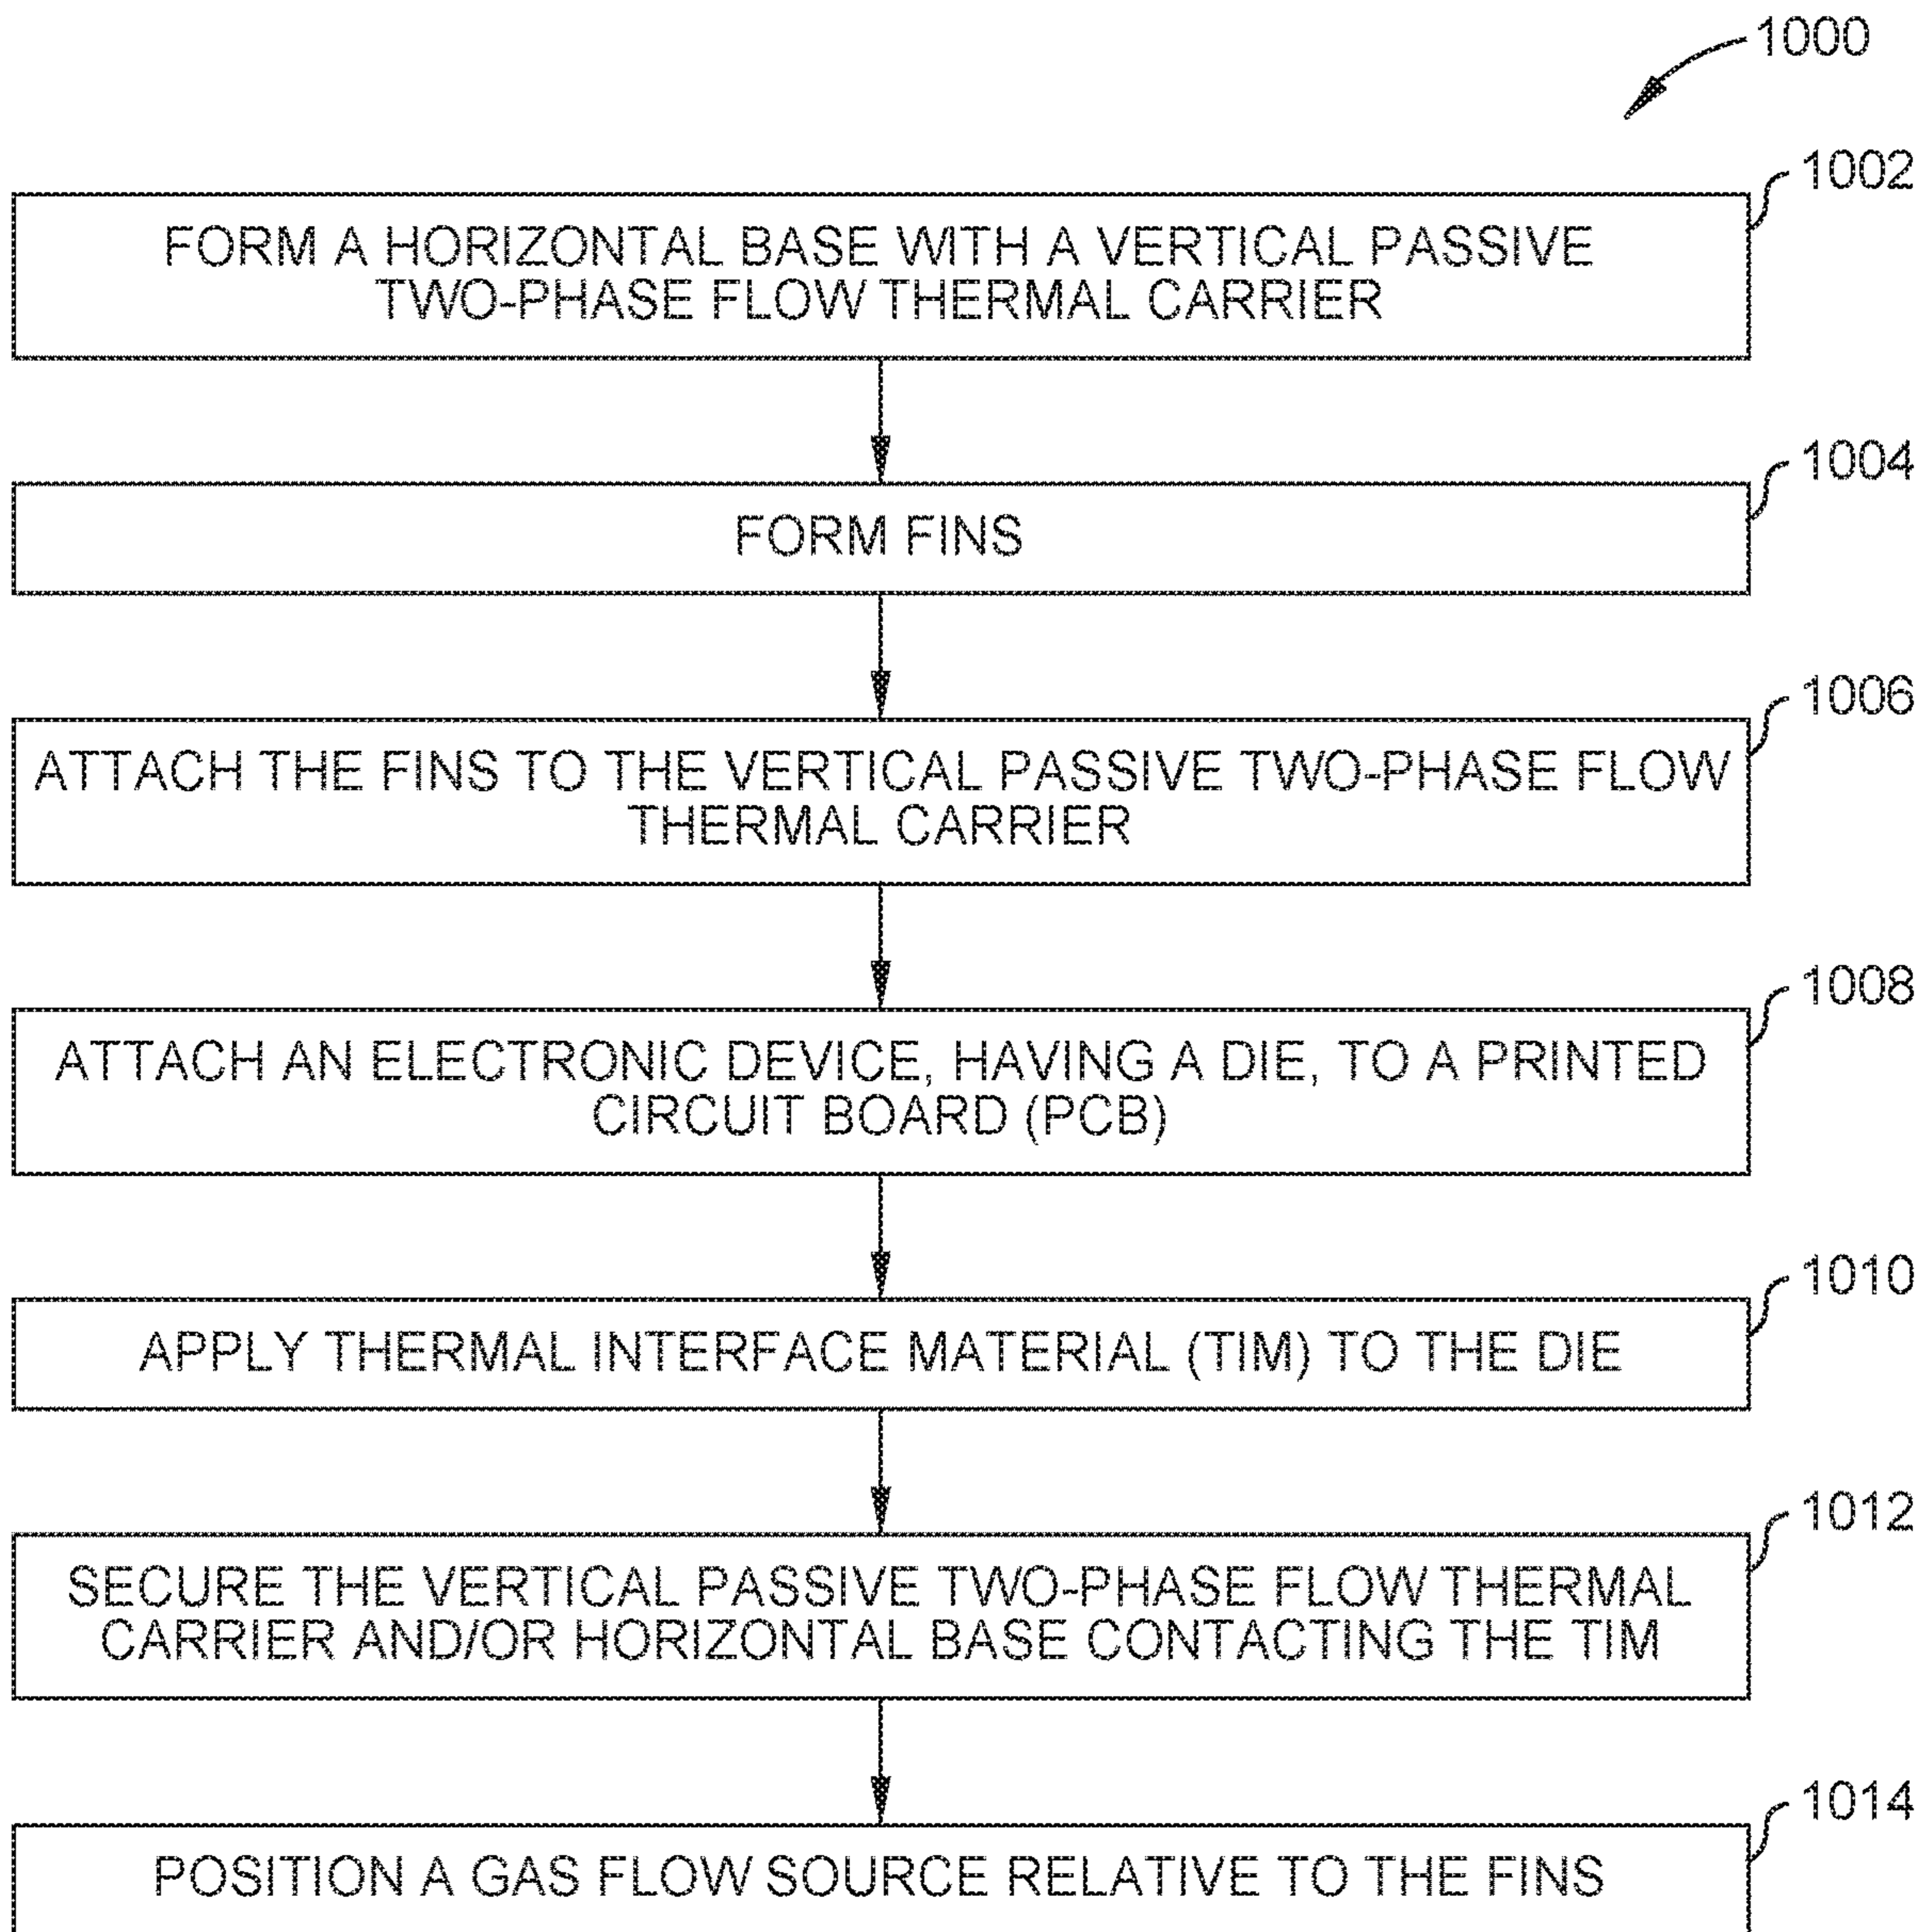 1000
1002
FORM A HORIZONTAL BASE WITH A VERTICAL PASSIVE
TWO-PHASE FLOW THERMAL CARRIER
1004
FORM FINS
1006
ATTACH THE FINS TO THE VERTICAL PASSIVE TWO-PHASE FLOW
THERMAL CARRIER
1008
ATTACH AN ELECTRONIC DEVICE, HAVING A DIE, TO A PRINTED
CIRCUIT BOARD (PCB)
1010
APPLY THERMAL INTERFACE MATERIAL (TIM) TO THE DIE
1012
SECURE THE VERTICAL PASSIVE TWO-PHASE FLOW THERMAL
CARRIER AND/OR HORIZONTAL BASE CONTACTING THE TIM
1014
POSITION A GAS FLOW SOURCE RELATIVE TO THE FINS